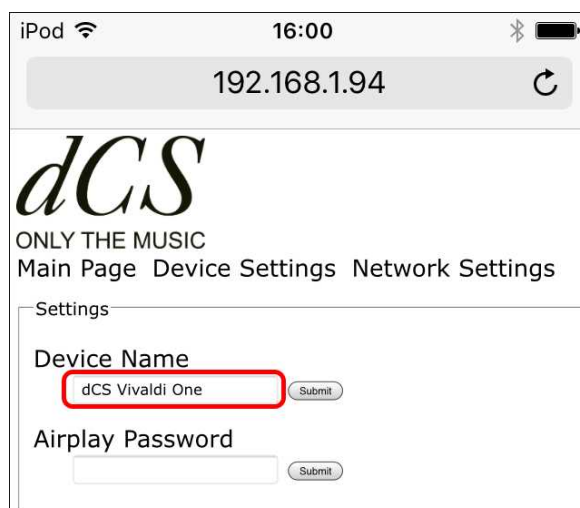 iPod 16:00
192.168.1.94
dCS
ONLY THE MUSIC
Main Page Device Settings Network Settings
Settings
Device Name
dCS Vivaldi One Submit
Airplay Password
Submit